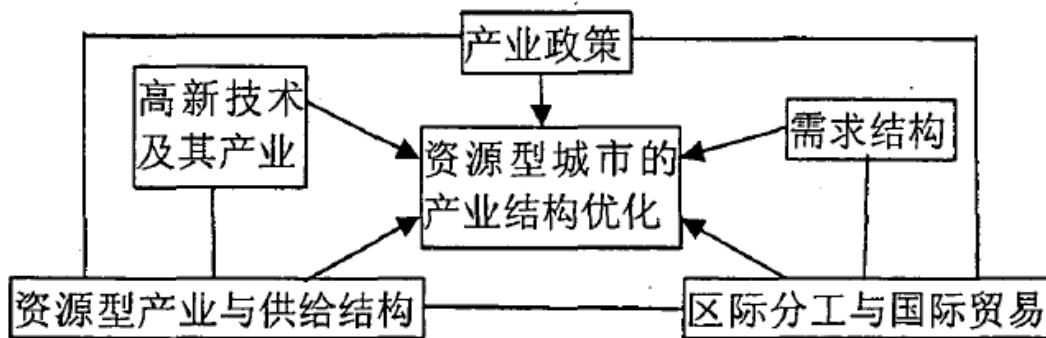 产业政策
高新技术
及其产业
资源型城市的
产业结构优化
需求结构
资源型产业与供给结构
区际分工与国际贸易